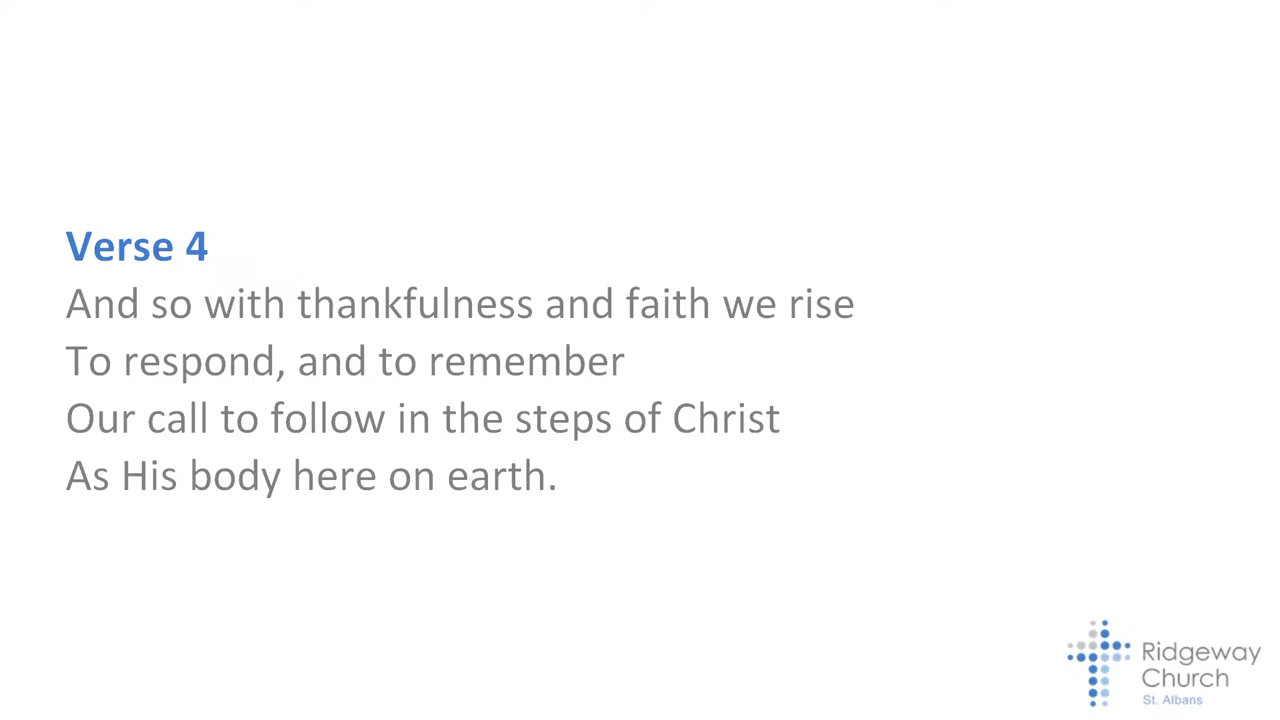 Verse 4
And so with thankfulness and faith we rise
To respond, and to remember
Our call to follow in the steps of Christ
As His body here on earth.
Ridgeway
Church
St. Albans